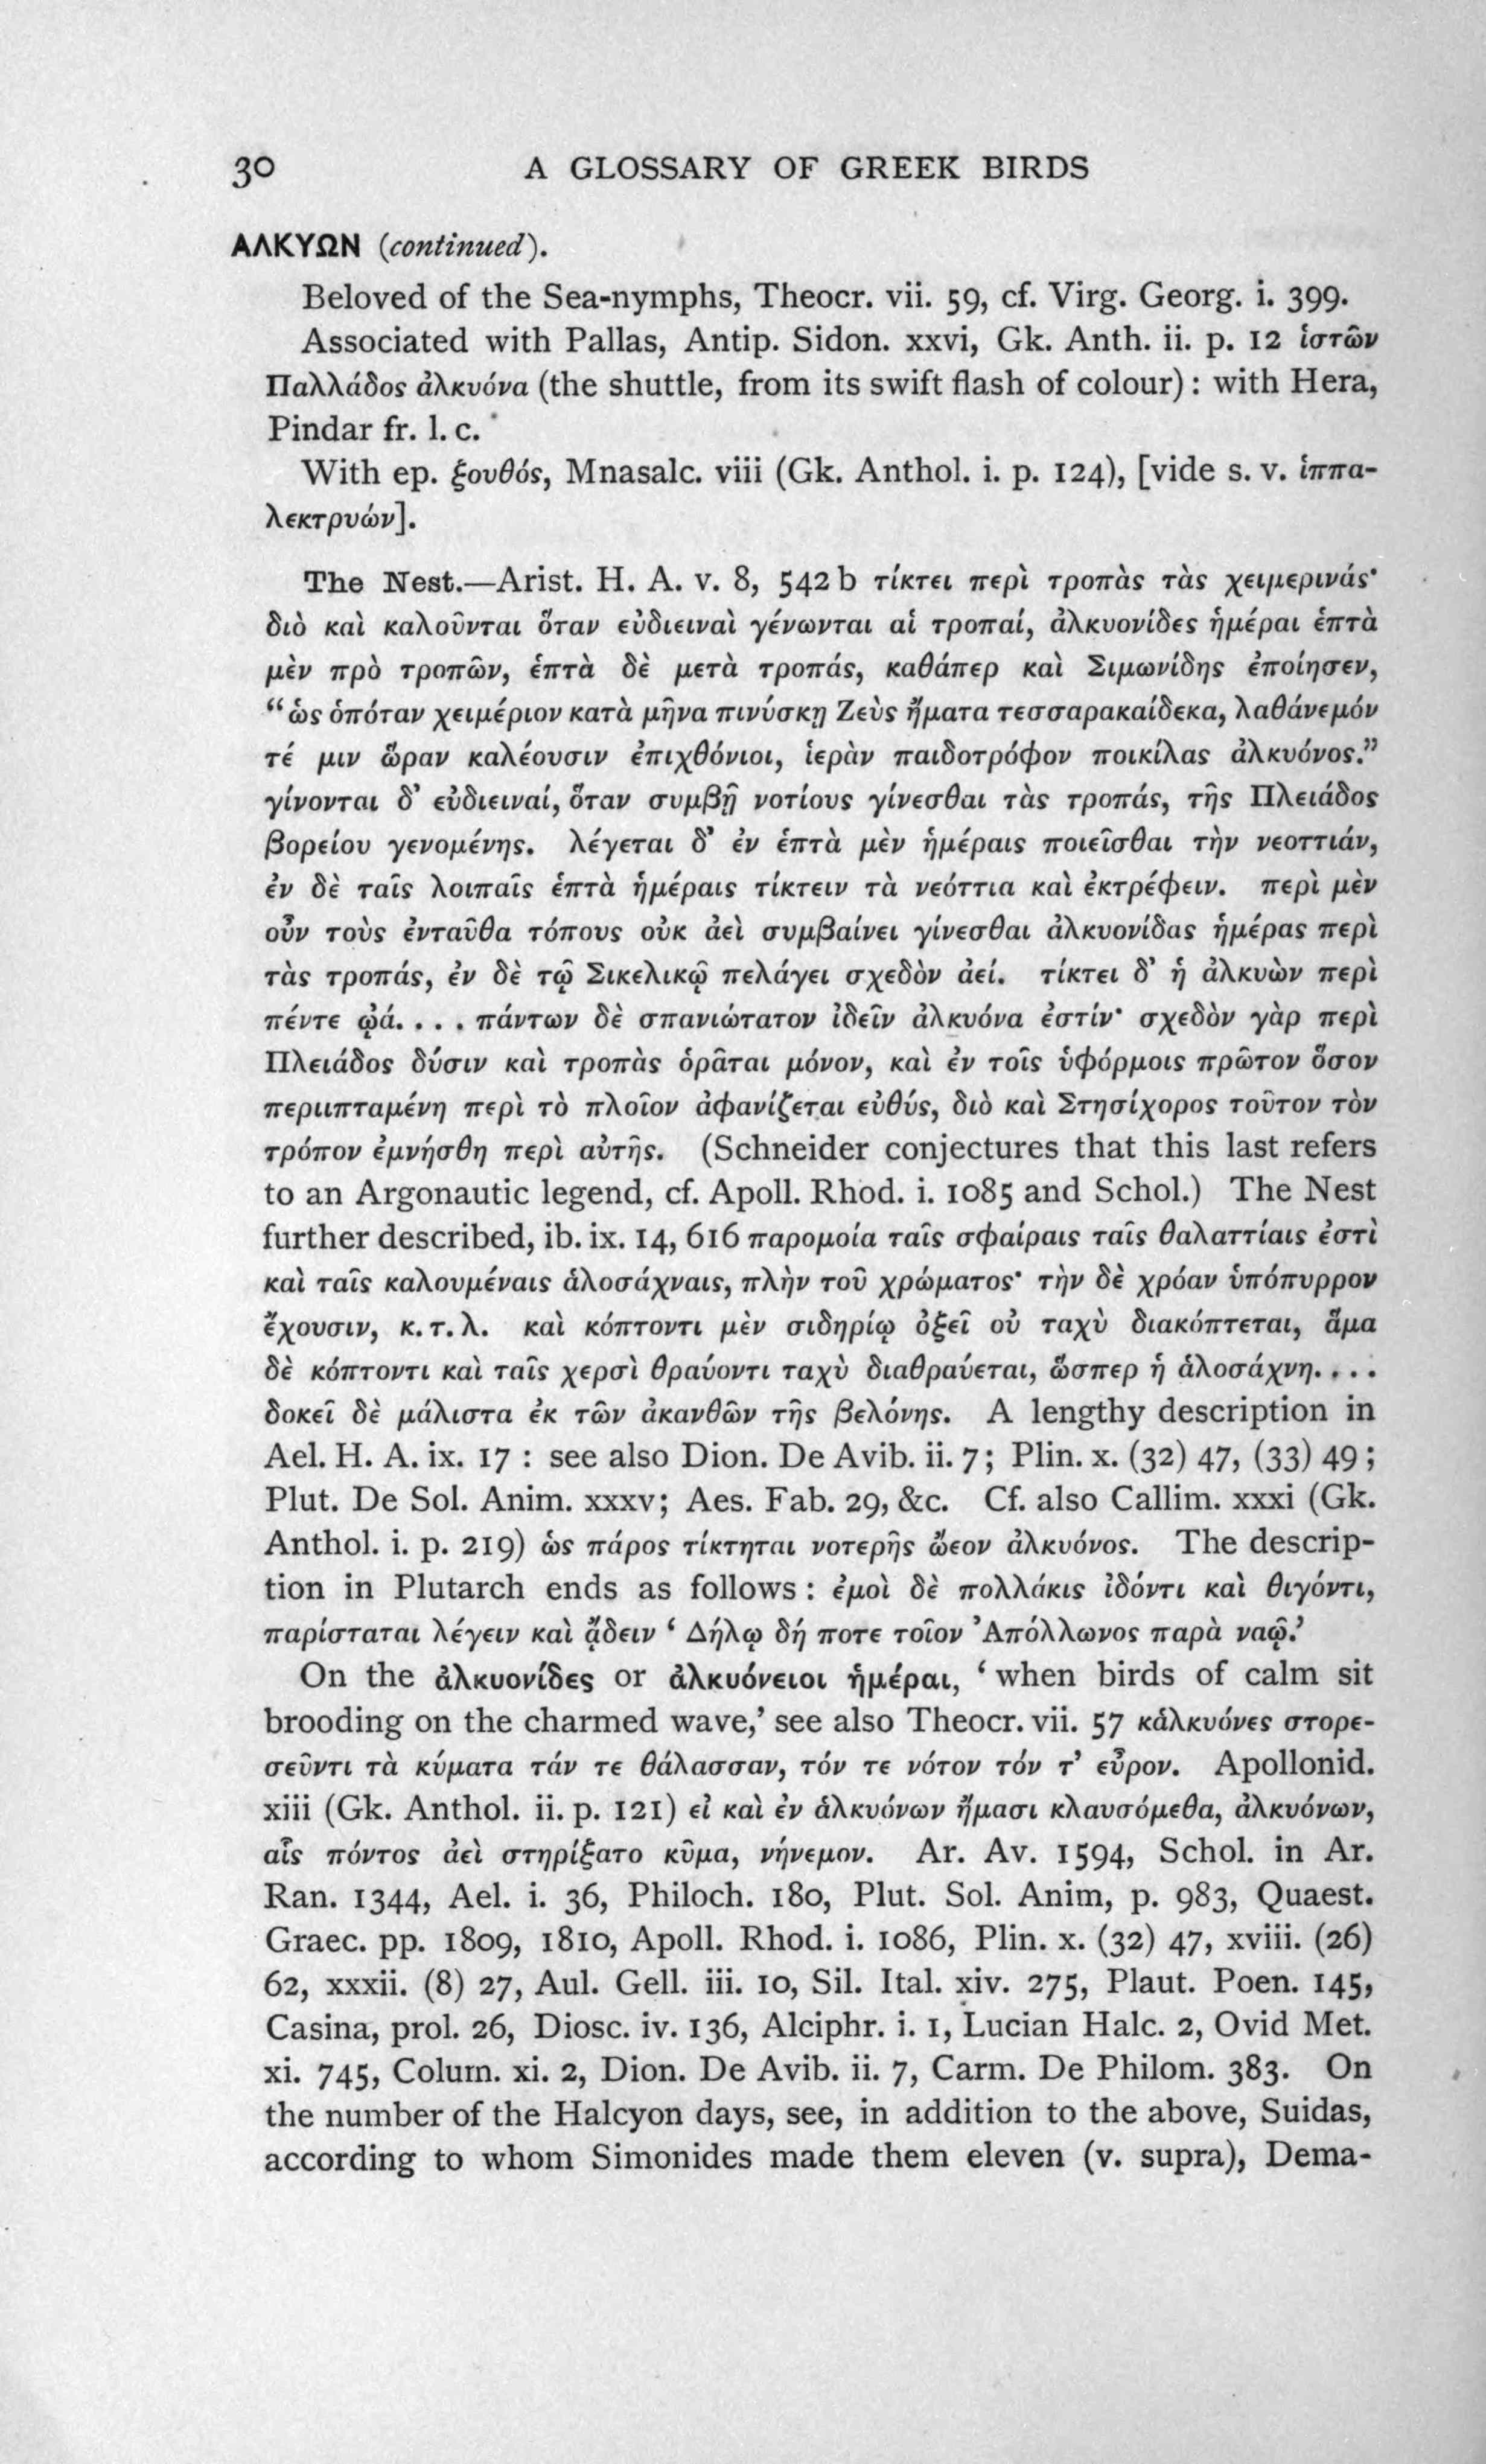 30 A GLOSSARY OF GREEK BIRDS
ΑΛΚΥΩΝ (continued).
Beloved of the Sea-nymphs, Theocr. vii. 59, cf. Virg. Georg. i. 399.
Associated with Pallas, Antip. Sidon. xxvi, Gk. Anth. ii. p. 12 ἱστῶν
Παλλάδος ἀλκυόνα (the shuttle, from its swift flash of colour): with Hera,
Pindar fr. l. c.
With ep. ξουθός, Mnasalc. viii (Gk. Anthol. i. p. 124), [vide s. v. ἱππα-
λεκτρυών].
The Nest.—Arist. H. A. v. 8, 542 b τίκτει περὶ τροπὰς τὰς χειμερινάς·
διὸ καὶ καλοῦνται ὅταν εὐδιειναὶ γένωνται αἱ τροπαί, ἀλκυονίδες ἡμέραι ἑπτὰ
μὲν πρὸ τροπῶν, ἑπτὰ δὲ μετὰ τροπάς, καθάπερ καὶ Σιμωνίδης ἐποίησεν,
“ὡς ὁπόταν χειμέριον κατὰ μῆνα πινύσκῃ Ζεὺς ἤματα τεσσαρακαίδεκα, λαθάνεμόν
τέ μιν ὥραν καλέουσιν ἐπιχθόνιοι, ἱερὰν παιδοτρόφον ποικίλας ἀλκυόνος.”
γίνονται δ’ εὐδιειναί, ὅταν συμβῇ νοτίους γίνεσθαι τὰς τροπάς, τῆς Πλειάδος
βορείου γενομένης. λέγεται δ’ ἐν ἑπτὰ μὲν ἡμέραις ποιεῖσθαι τὴν νεοττιάν,
ἐν δὲ ταῖς λοιπαῖς ἑπτὰ ἡμέραις τίκτειν τὰ νεόττια καὶ ἐκτρέφειν. περὶ μὲν
οὖν τοὺς ἐνταῦθα τόπους οὐκ ἀεὶ συμβαίνει γίνεσθαι ἀλκυονίδας ἡμέρας περὶ
τὰς τροπάς, ἐν δὲ τῷ Σικελικῷ πελάγει σχεδὸν ἀεί. τίκτει δ’ ἡ ἀλκυὼν περὶ
πέντε ᾠά. . . . πάντων δὲ σπανιώτατον ἰδεῖν ἀλκυόνα ἐστίν· σχεδὸν γὰρ περὶ
Πλειάδος δύσιν καὶ τροπὰς ὁρᾶται μόνον, καὶ ἐν τοῖς ὑφόρμοις πρῶτον ὅσον
περιιπταμένη περὶ τὸ πλοῖον ἀφανίζεται εὐθύς, διὸ καὶ Στησίχορος τοῦτον τὸν
τρόπον ἐμνήσθη περὶ αὐτῆς. (Schneider conjectures that this last refers
to an Argonautic legend, cf. Apoll. Rhod. i. 1085 and Schol.) The Nest
further described, ib. ix. 14, 616 παρομοία ταῖς σφαίραις ταῖς θαλαττίαις ἐστὶ
καὶ ταῖς καλουμέναις ἁλοσάχναις, πλὴν τοῦ χρώματος· τὴν δὲ χρόαν ὑπόπυρρον
ἔχουσιν, κ. τ. λ. καὶ κόπτοντι μὲν σιδηρίῳ ὀξεῖ οὐ ταχὺ διακόπτεται, ἅμα
δὲ κόπτοντι καὶ ταῖς χερσὶ θραύοντι ταχὺ διαθραύεται, ὥσπερ ἡ ἁλοσάχνη. . . .
δοκεῖ δὲ μάλιστα ἐκ τῶν ἀκανθῶν τῆς βελόνης. A lengthy description in
Ael. H. A. ix. 17 : see also Dion. De Avib. ii. 7; Plin. x. (32) 47, (33) 49;
Plut. De Sol. Anim. xxxv; Aes. Fab. 29, &c. Cf. also Callim. xxxi (Gk.
Anthol. i. p. 219) ὡς πάρος τίκτηται νοτερῆς ὤεον ἀλκυόνος. The descrip-
tion in Plutarch ends as follows : ἐμοὶ δὲ πολλάκις ἰδόντι καὶ θιγόντι,
παρίσταται λέγειν καὶ ᾄδειν ‘ Δήλῳ δή ποτε τοῖον Ἀπόλλωνος παρὰ ναῷ.’
On the ἀλκυονίδες or ἀλκυόνειοι ἡμέραι, ‘when birds of calm sit
brooding on the charmed wave,’ see also Theocr. vii. 57 κἀλκυόνες στορε-
σεῦντι τὰ κύματα τάν τε θάλασσαν, τόν τε νότον τόν τ’ εὖρον. Apollonid.
xiii (Gk. Anthol. ii. p. 121) εἰ καὶ ἐν ἁλκυόνων ἤμασι κλαυσόμεθα, ἀλκυόνων,
αἷς πόντος ἀεὶ στηρίξατο κῦμα, νήνεμον. Ar. Av. 1594, Schol. in Ar.
Ran. 1344, Ael. i. 36, Philoch. 180, Plut. Sol. Anim, p. 983, Quaest.
Graec. pp. 1809, 1810, Apoll. Rhod. i. 1086, Plin. x. (32) 47, xviii. (26)
62, xxxii. (8) 27, Aul. Gell. iii. 10, Sil. Ital. xiv. 275, Plaut. Poen. 145,
Casina, prol. 26, Diosc. iv. 136, Alciphr. i. 1, Lucian Halc. 2, Ovid Met.
xi. 745, Colum. xi. 2, Dion. De Avib. ii. 7, Carm. De Philom. 383. On
the number of the Halcyon days, see, in addition to the above, Suidas,
according to whom Simonides made them eleven (v. supra), Dema-